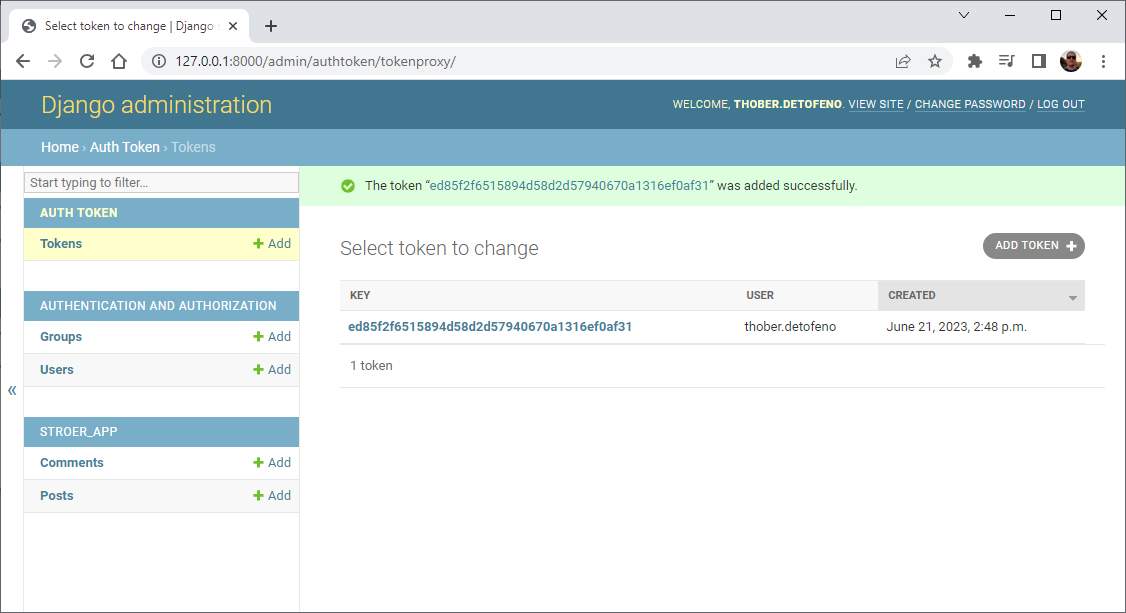 Select token to change | Django s
127.0.0.1:8000/admin/authtoken/tokenproxy/
Django administration
WELCOME, THOBER.DETOFENO. VIEW SITE / CHANGE PASSWORD / LOG OUT
Home › Auth Token › Tokens
Start typing to filter...
AUTH TOKEN
Tokens + Add
AUTHENTICATION AND AUTHORIZATION
Groups + Add
Users + Add
«
STROER_APP
Comments + Add
Posts + Add
The token “ed85f2f6515894d58d2d57940670a1316ef0af31” was added successfully.
Select token to change
ADD TOKEN +
KEY USER CREATED
ed85f2f6515894d58d2d57940670a1316ef0af31 thober.detofeno June 21, 2023, 2:48 p.m.
1 token